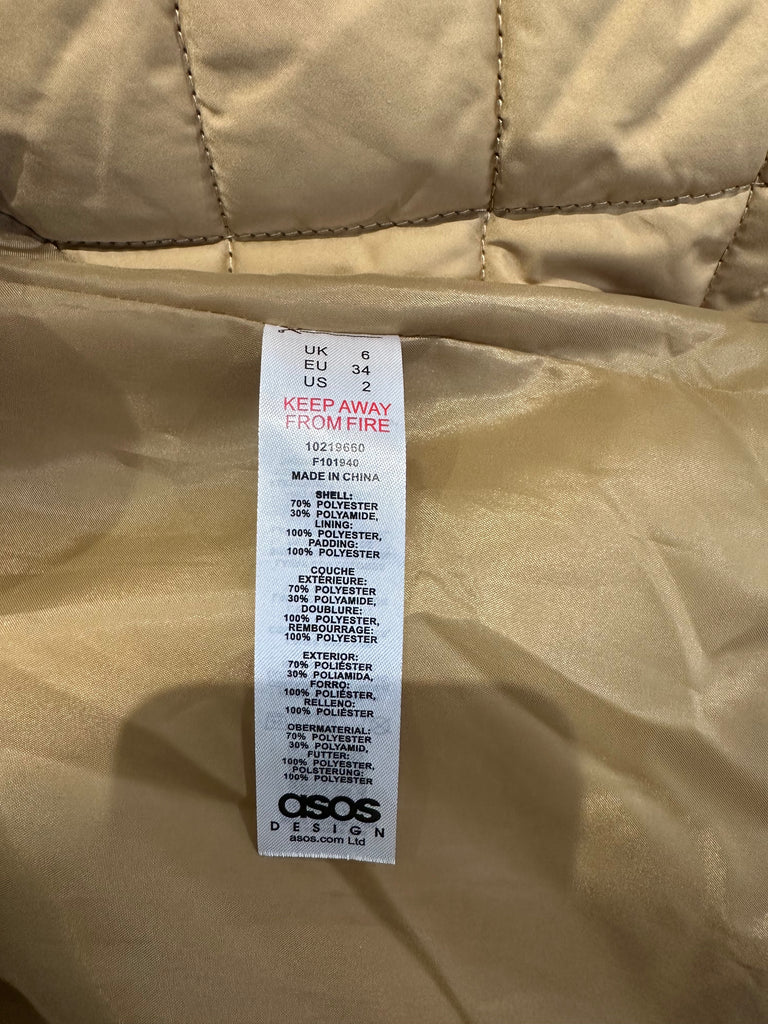 UK 6
EU 34
US 2
KEEP AWAY
FROM FIRE
10219660
F101940
MADE IN CHINA
SHELL:
70% POLYESTER
30% POLYAMIDE,
LINING:
100% POLYESTER,
PADDING:
100% POLYESTER
COUCHE
EXTÉRIEURE:
70% POLYESTER
30% POLYAMIDE,
DOUBLURE:
100% POLYESTER,
REMBOURRAGE:
100% POLYESTER
EXTERIOR:
70% POLIÉSTER
30% POLIAMIDA,
FORRO:
100% POLIÉSTER,
RELLENO:
100% POLIÉSTER
OBERMATERIAL:
70% POLYESTER
30% POLYAMID,
FUTTER:
100% POLYESTER,
POLSTERUNG:
100% POLYESTER
asos
DESIGN
asos.com Ltd